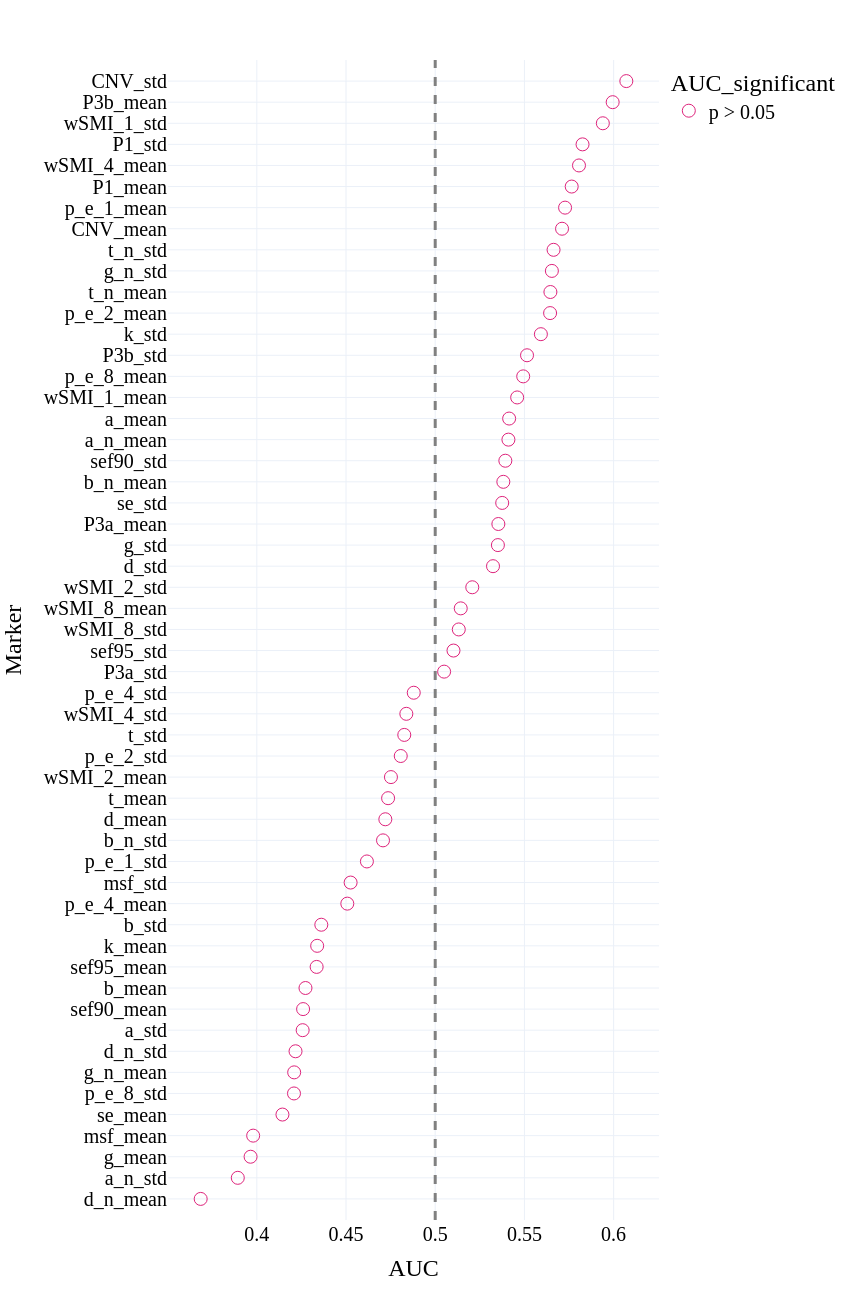 AUC_significant
p > 0.05
CNV_std
P3b_mean
wSMI_1_std
P1_std
wSMI_4_mean
P1_mean
p_e_1_mean
CNV_mean
t_n_std
g_n_std
t_n_mean
p_e_2_mean
k_std
P3b_std
p_e_8_mean
wSMI_1_mean
a_mean
a_n_mean
sef90_std
b_n_mean
se_std
P3a_mean
g_std
d_std
wSMI_2_std
wSMI_8_mean
wSMI_8_std
sef95_std
P3a_std
p_e_4_std
wSMI_4_std
t_std
p_e_2_std
wSMI_2_mean
t_mean
d_mean
b_n_std
p_e_1_std
msf_std
p_e_4_mean
b_std
k_mean
sef95_mean
b_mean
sef90_mean
a_std
d_n_std
g_n_mean
p_e_8_std
se_mean
msf_mean
g_mean
a_n_std
d_n_mean
Marker
0.4 0.45 0.5 0.55 0.6
AUC